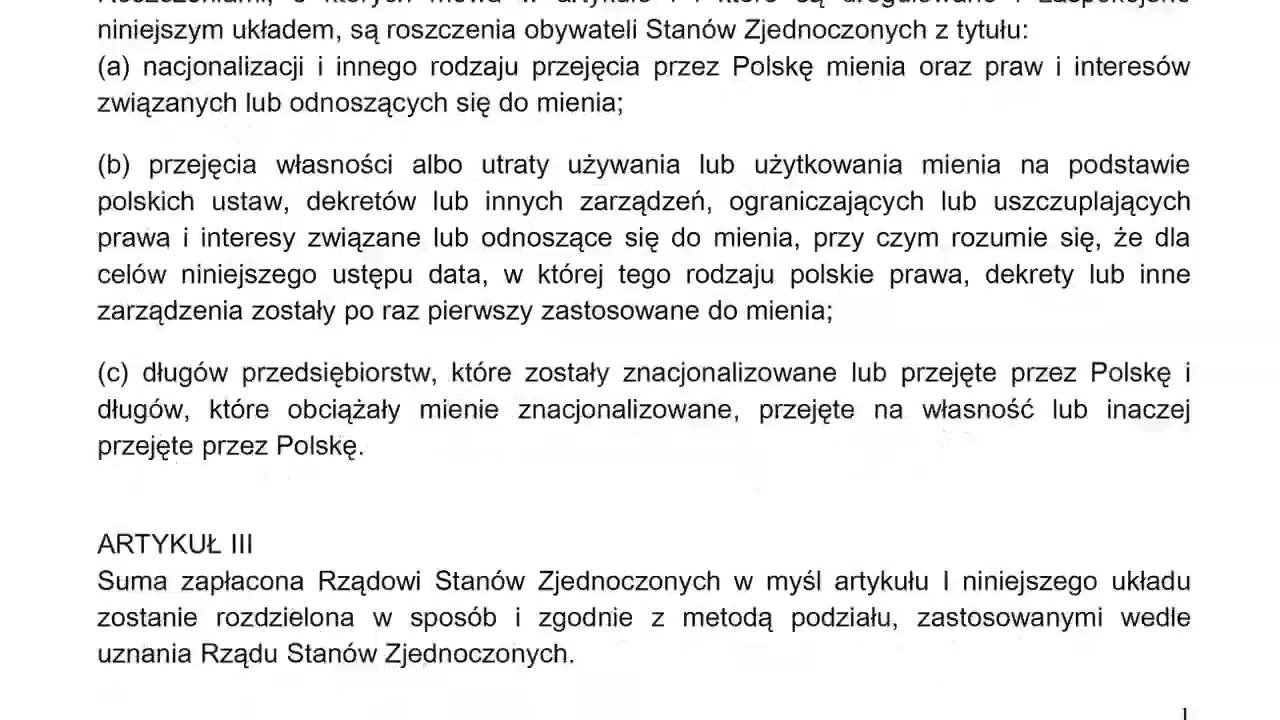 niniejszym układem, są roszczenia obywateli Stanów Zjednoczonych z tytułu:
(a) nacjonalizacji i innego rodzaju przejęcia przez Polskę mienia oraz praw i interesów
związanych lub odnoszących się do mienia;
(b) przejęcia własności albo utraty używania lub użytkowania mienia na podstawie
polskich ustaw, dekretów lub innych zarządzeń, ograniczających lub uszczuplających
prawa i interesy związane lub odnoszące się do mienia, przy czym rozumie się, że dla
celów niniejszego ustępu data, w której tego rodzaju polskie prawa, dekrety lub inne
zarządzenia zostały po raz pierwszy zastosowane do mienia;
(c) długów przedsiębiorstw, które zostały znacjonalizowane lub przejęte przez Polskę i
długów, które obciążały mienie znacjonalizowane, przejęte na własność lub inaczej
przejęte przez Polskę.
ARTYKUŁ III
Suma zapłacona Rządowi Stanów Zjednoczonych w myśl artykułu I niniejszego układu
zostanie rozdzielona w sposób i zgodnie z metodą podziału, zastosowanymi wedle
uznania Rządu Stanów Zjednoczonych.